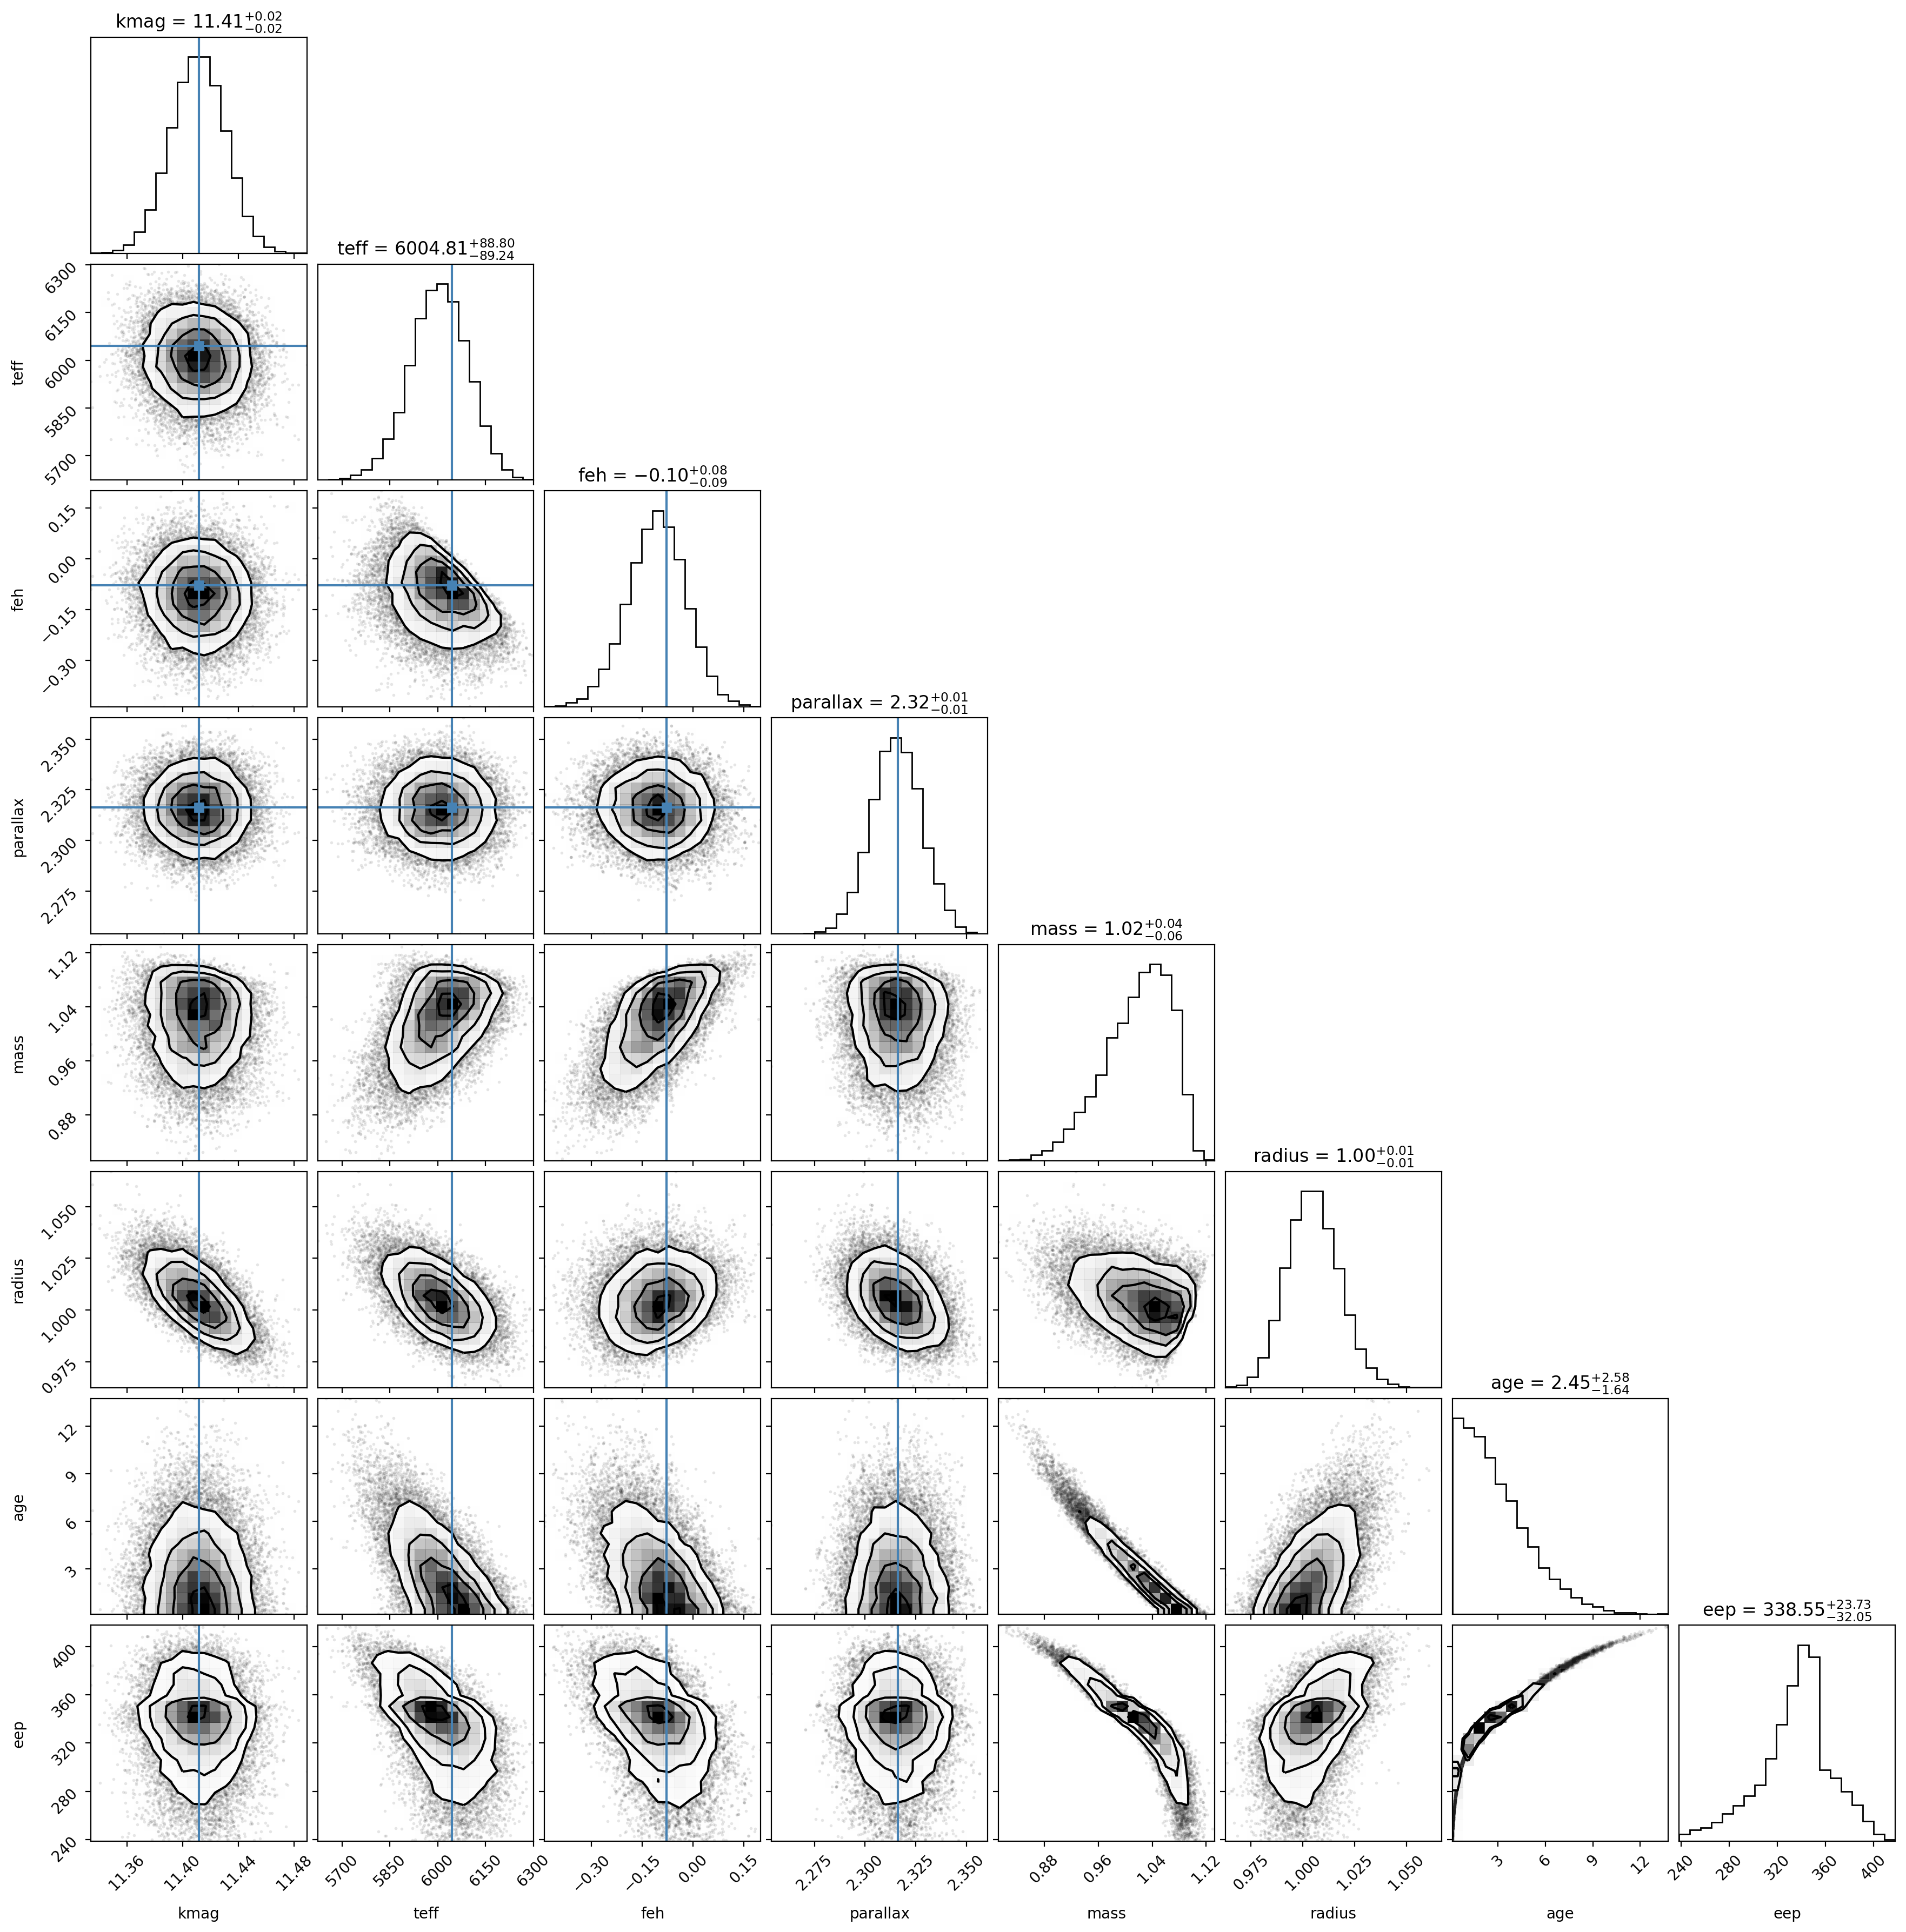 kmag = 11.41+0.02−0.02
teff = 6004.81+88.80−89.24
6300
6150
6000
5850
5700
teff
feh = −0.10+0.08−0.09
0.15
0.00
−0.15
−0.30
feh
parallax = 2.32+0.01−0.01
2.350
2.325
2.300
2.275
parallax
mass = 1.02+0.04−0.06
1.12
1.04
0.96
0.88
mass
radius = 1.00+0.01−0.01
1.050
1.025
1.000
0.975
radius
age = 2.45+2.58−1.64
12
9
6
3
age
eep = 338.55+23.73−32.05
400
360
320
280
240
eep
11.36 11.40 11.44 11.48 5700 5850 6000 6150 6300 −0.30 −0.15 0.00 0.15 2.275 2.300 2.325 2.350 0.88 0.96 1.04 1.12 0.975 1.000 1.025 1.050 3 6 9 12 240 280 320 360 400
kmag teff feh parallax mass radius age eep